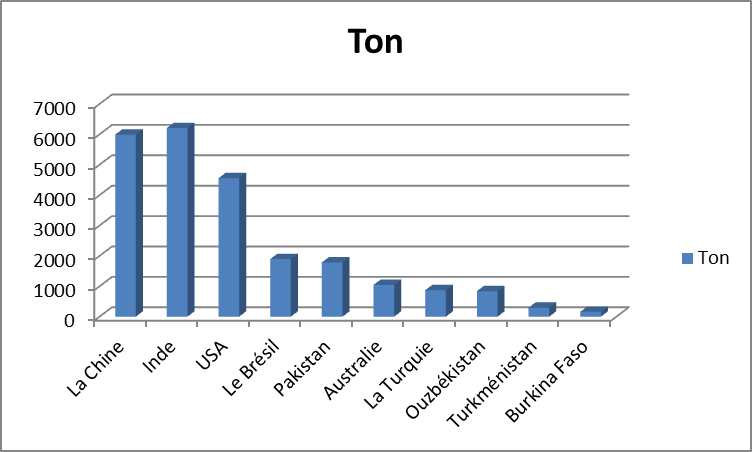 Ton
7000
6000
5000
4000
3000
2000
1000
0
La Chine
Inde
USA
Le Brésil
Pakistan
Australie
La Turquie
Ouzbékistan
Turkménistan
Burkina Faso
Ton